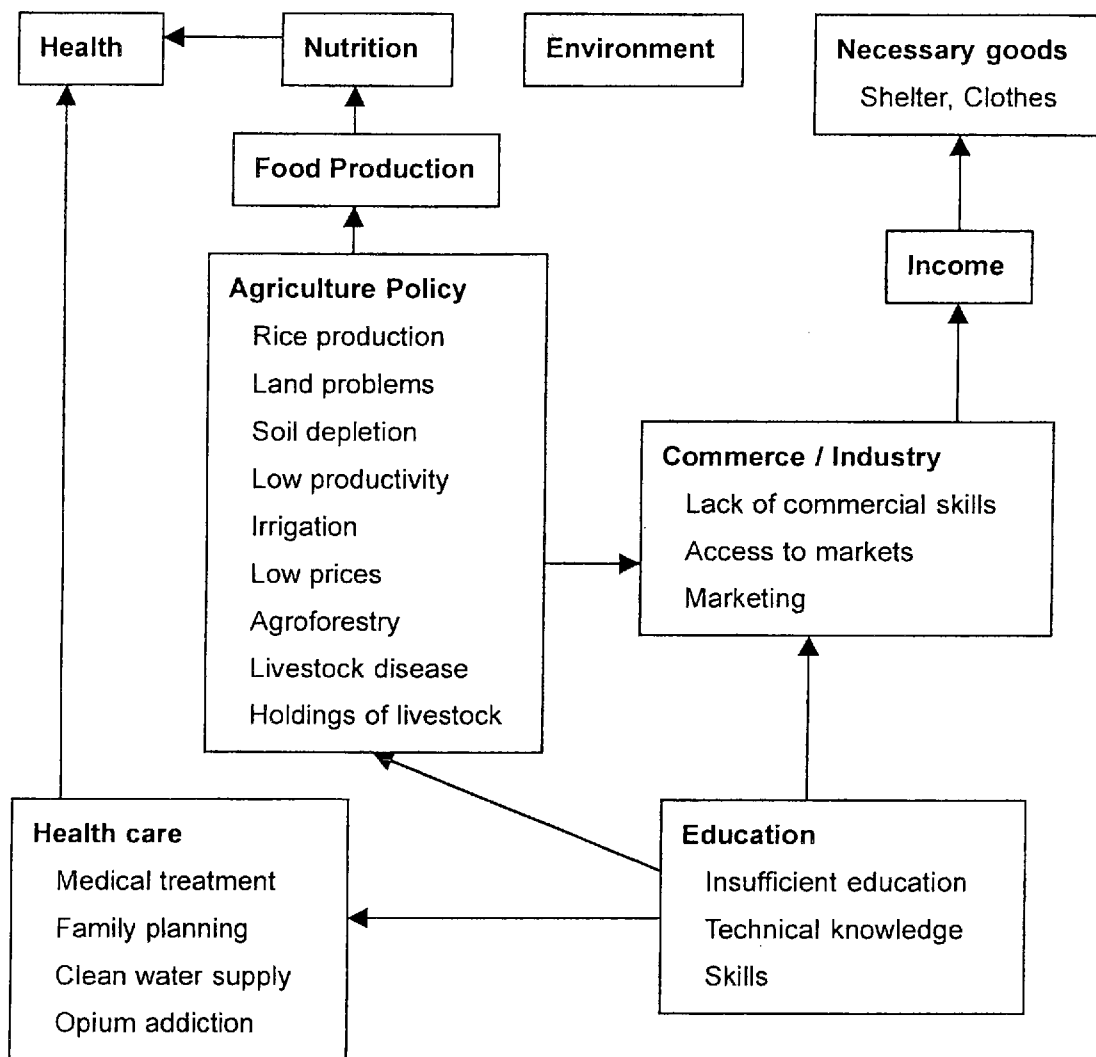 Health
Nutrition
Environment
Necessary goods
Shelter, Clothes
Food Production
Income
Agriculture Policy
Rice production
Land problems
Soil depletion
Low productivity
Irrigation
Low prices
Agroforestry
Livestock disease
Holdings of livestock
Commerce / Industry
Lack of commercial skills
Access to markets
Marketing
Health care
Medical treatment
Family planning
Clean water supply
Opium addiction
Education
Insufficient education
Technical knowledge
Skills